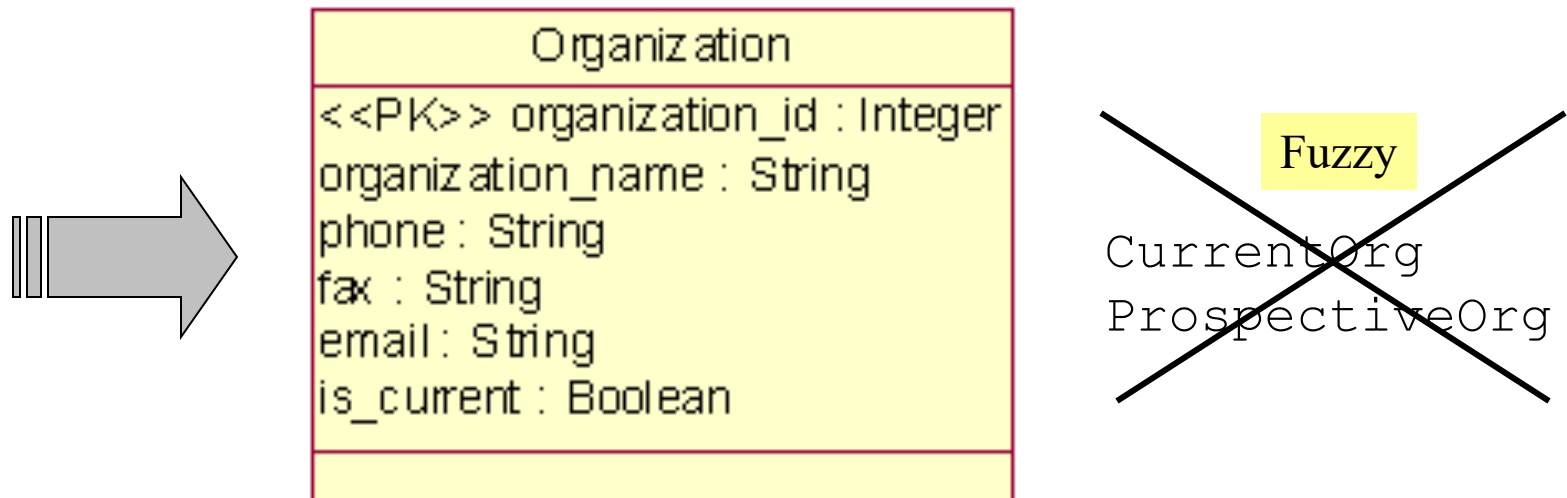 Organization
<<PK>> organization_id : Integer
organization_name : String
phone : String
fax : String
email : String
is_current : Boolean
Fuzzy
CurrentOrg
ProspectiveOrg